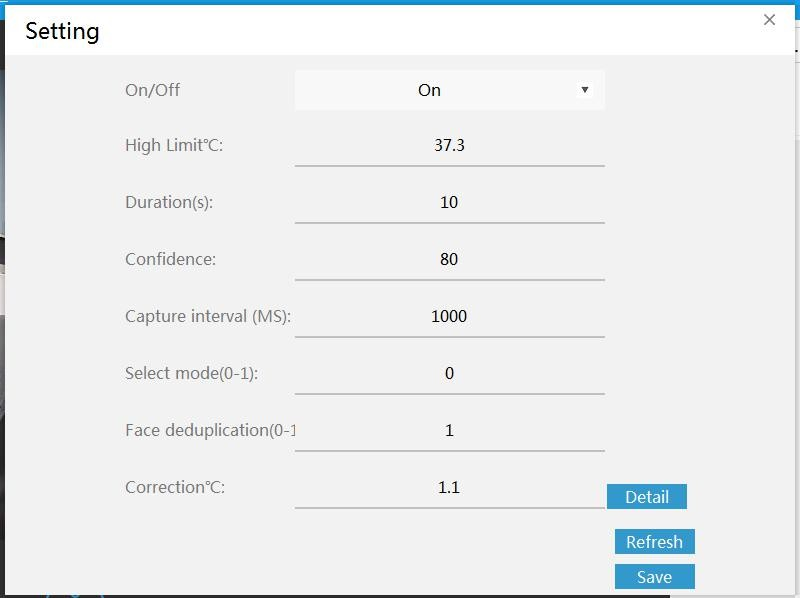 Setting
On/Off
On
High Limit℃:
37.3
Duration(s):
10
Confidence:
80
Capture interval (MS):
1000
Select mode(0-1):
0
Face deduplication(0-1
1
Correction℃:
1.1
Detail
Refresh
Save